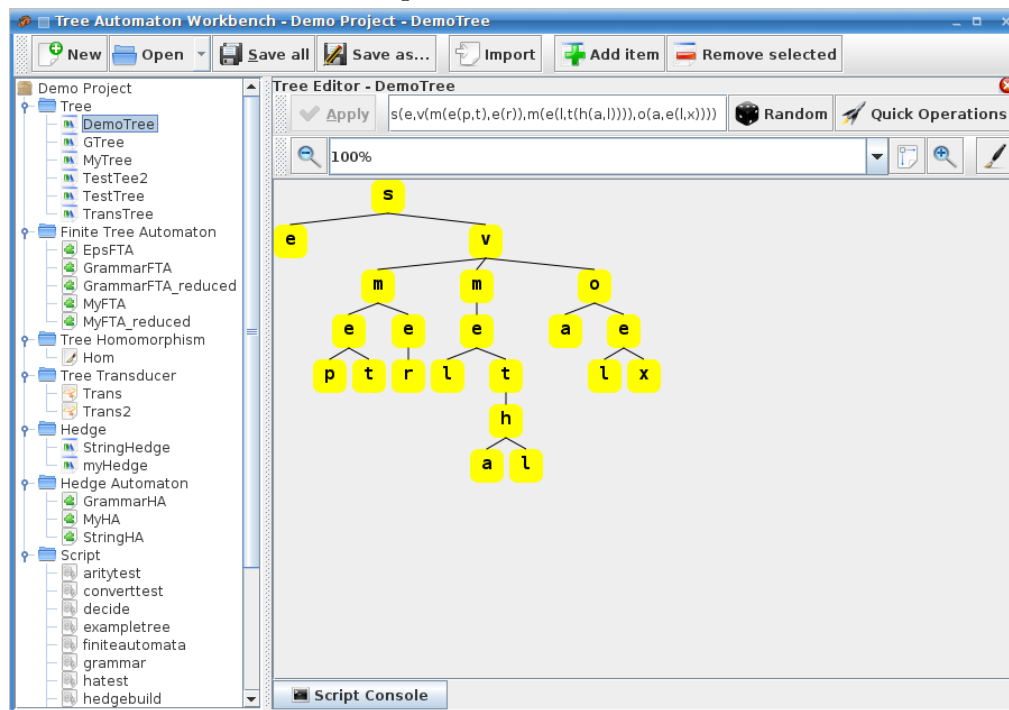 Tree Automaton Workbench - Demo Project - DemoTree
New Open Save all Save as... Import Add item Remove selected
Demo Project
Tree
DemoTree
GTree
MyTree
TestTee2
TestTree
TransTree
Finite Tree Automaton
EpsFTA
GrammarFTA
GrammarFTA_reduced
MyFTA
MyFTA_reduced
Tree Homomorphism
Hom
Tree Transducer
Trans
Trans2
Hedge
StringHedge
myHedge
Hedge Automaton
GrammarHA
MyHA
StringHA
Script
aritytest
converttest
decide
exampletree
finiteautomata
grammar
hatest
hedgebuild
Tree Editor - DemoTree
Apply s(e,v(m(e(p,t),e(r)),m(e(l,t(h(a,l)))),o(a,e(l,x)))) Random Quick Operations
100%
s
e v
m m o
e e e a e
p t r l t l x
h
a l
Script Console